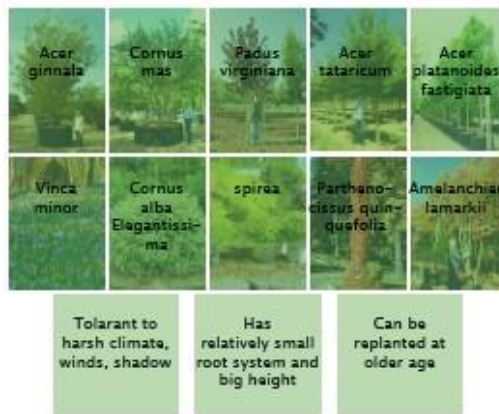 Acer
ginnala
Cornus
mas
Padus
virginiana
Acer
tataricum
Acer
platanoides
fastigiata
Vinca
minor
Cornus
alba
Elegantissi-
ma
spirea
Partheno-
cissus quin-
quefolia
Amelanchier
lamarkii
Tolarant to
harsh climate,
winds, shadow
Has
relatively small
root system and
big height
Can be
replanted at
older age